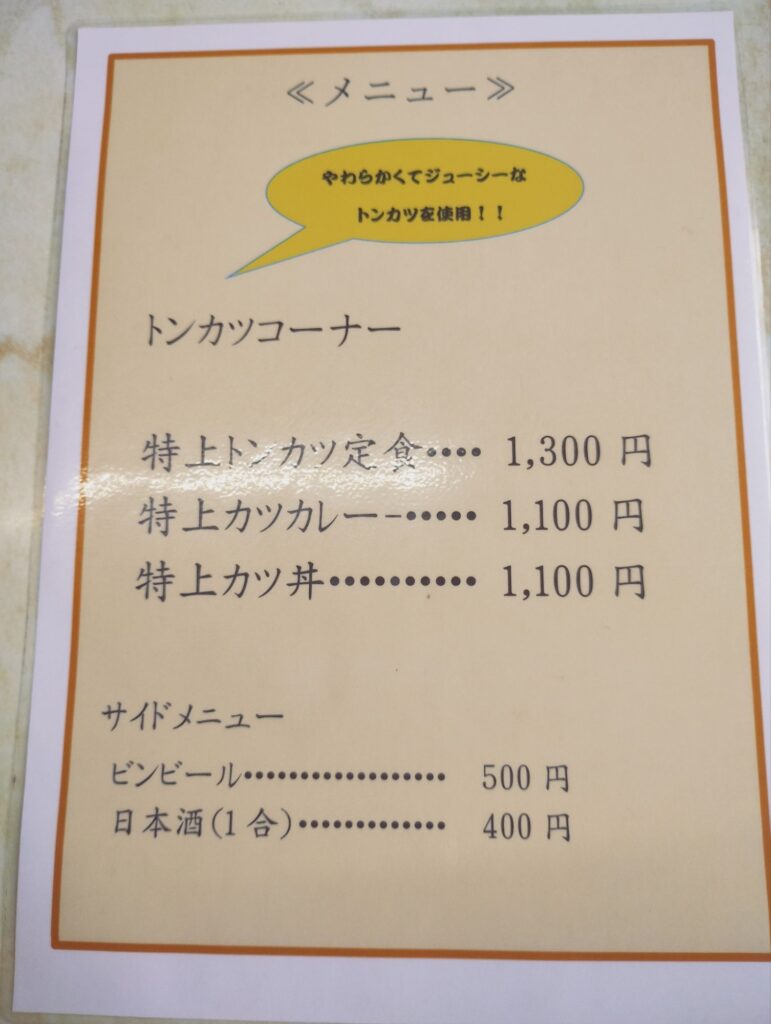 ≪メニュー≫
やわらかくてジューシーな
トンカツを使用！！
トンカツコーナー
特上トンカツ定食････ 1,300 円
特上カツカレー-･････ 1,100 円
特上カツ丼･･････････ 1,100 円
サイドメニュー
ビンビール･･････････････････ 500 円
日本酒(1 合)･････････････ 400 円